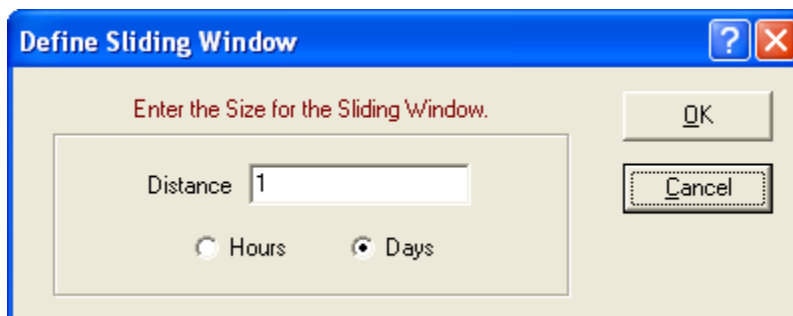 Define Sliding Window
?
Enter the Size for the Sliding Window.
OK
Distance 1
Cancel
Hours Days